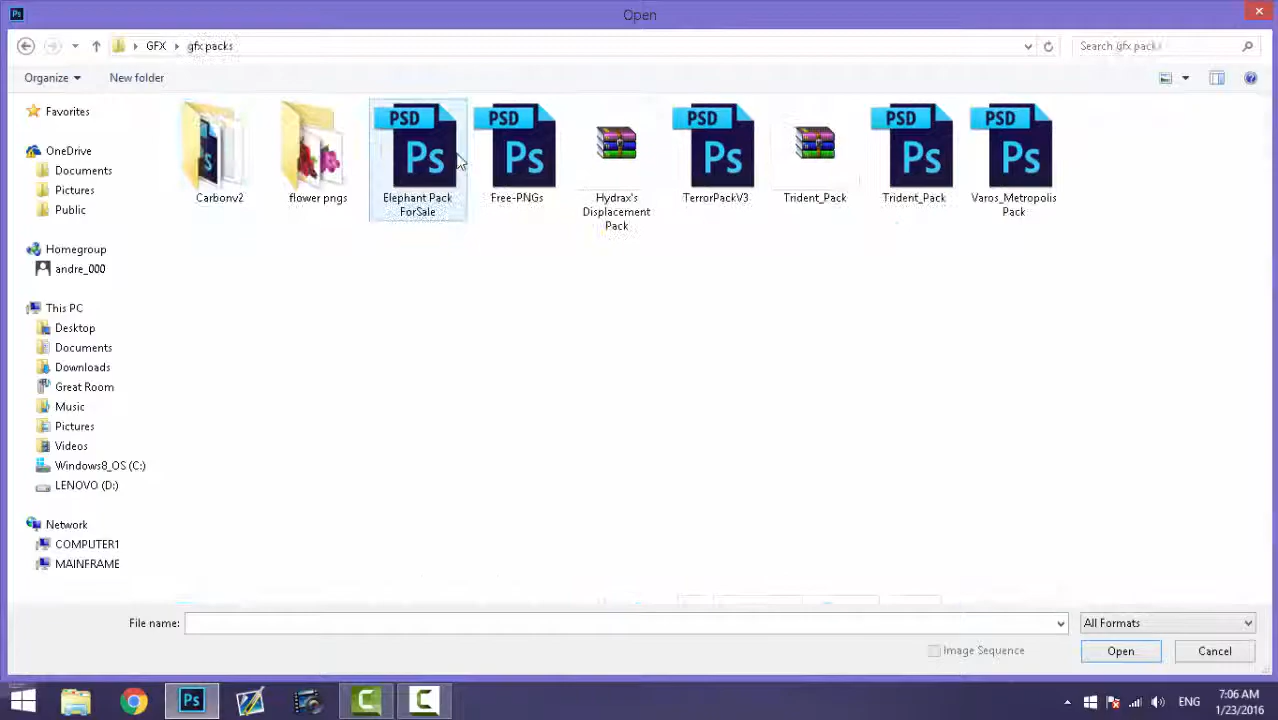 Open
GFX
gfx packs
Search gfx packs
Organize
New folder
Favorites
OneDrive
Documents
Pictures
Public
Homegroup
andre_000
This PC
Desktop
Documents
Downloads
Great Room
Music
Pictures
Videos
Windows8_OS (C:)
LENOVO (D:)
Network
COMPUTER1
MAINFRAME
Carbonv2
flower pngs
PSD
Ps
Elephant Pack
ForSale
PSD
Ps
Free-PNGs
Hydrax's
Displacement
Pack
PSD
Ps
TerrorPackV3
Trident_Pack
PSD
Ps
Trident_Pack
PSD
Ps
Varos_Metropolis
Pack
File name:
All Formats
Image Sequence
Open
Cancel
Ps
ENG
7:06 AM
1/23/2016